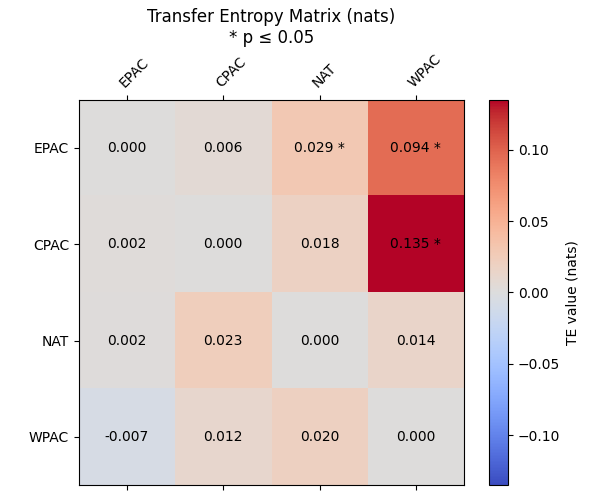 Transfer Entropy Matrix (nats)
* p ≤ 0.05
EPAC CPAC NAT WPAC
EPAC 0.000 0.006 0.029 * 0.094 *
CPAC 0.002 0.000 0.018 0.135 *
NAT 0.002 0.023 0.000 0.014
WPAC -0.007 0.012 0.020 0.000
0.10
0.05
0.00
−0.05
−0.10
TE value (nats)